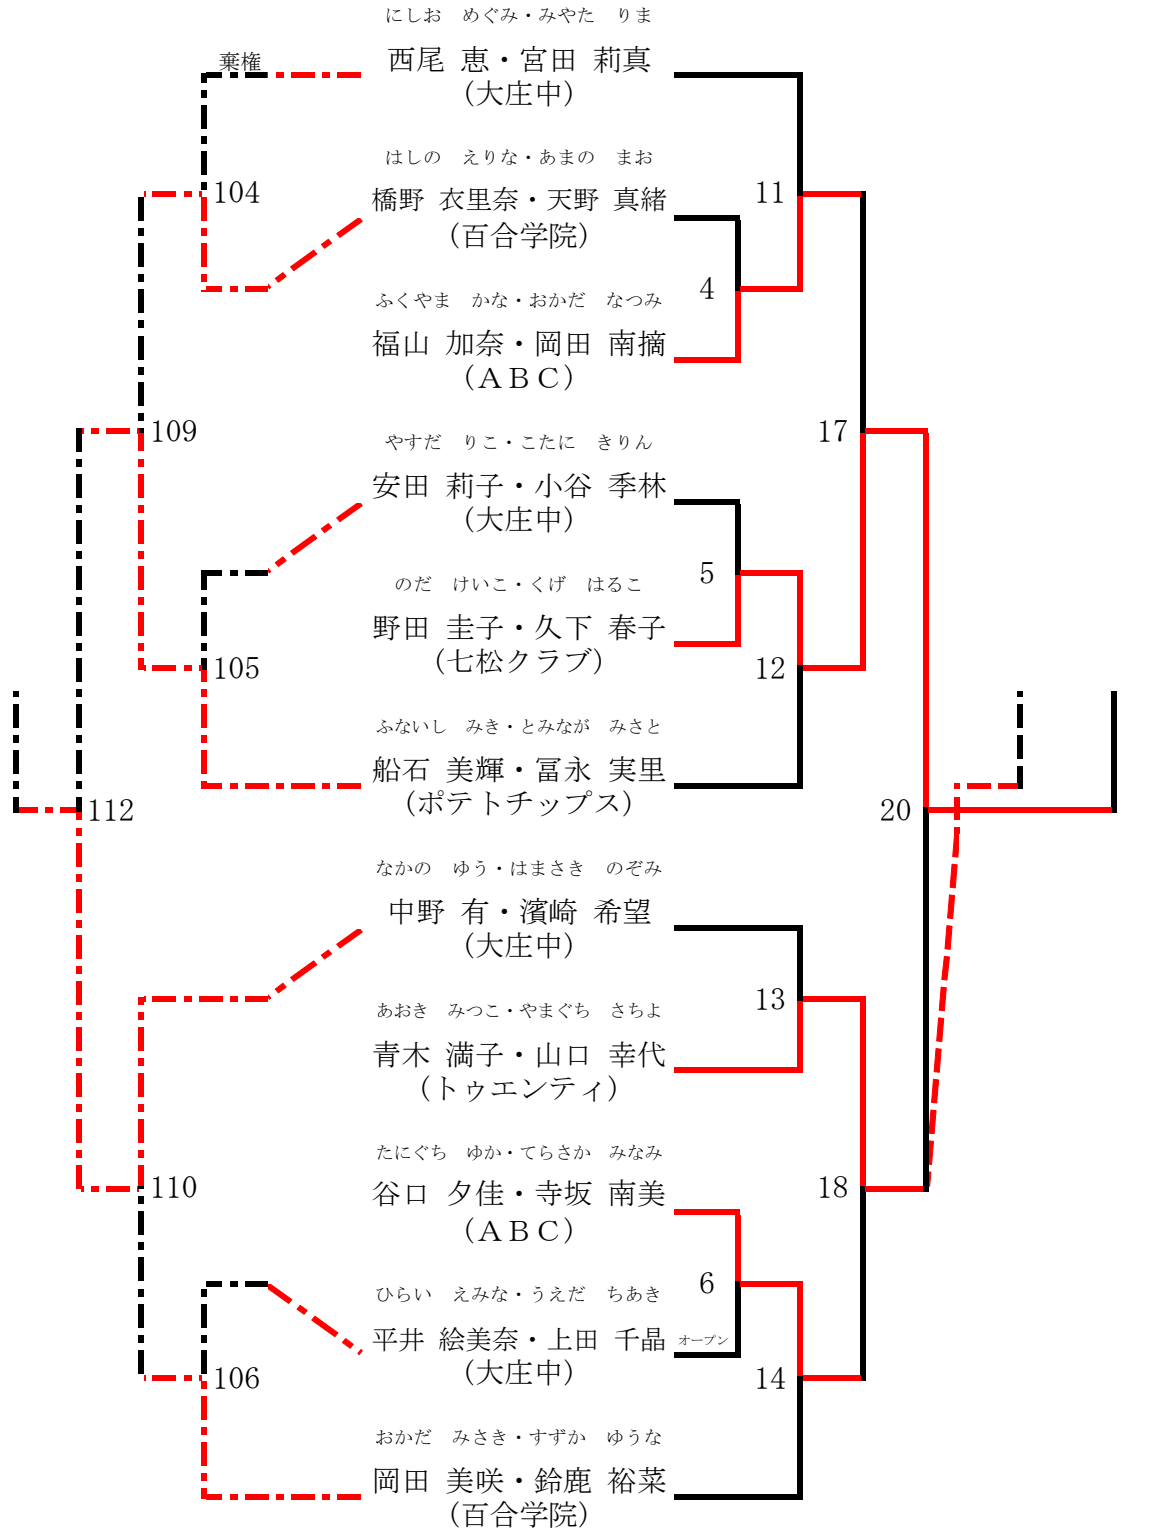 にしお　めぐみ・みやた　りま
棄権
西尾 恵・宮田 莉真
(大庄中)
はしの　えりな・あまの　まお
104
橋野 衣里奈・天野 真緒
11
(百合学院)
4
ふくやま　かな・おかだ　なつみ
福山 加奈・岡田 南摘
(ＡＢＣ)
109
やすだ　りこ・こたに　きりん
17
安田 莉子・小谷 季林
(大庄中)
5
のだ　けいこ・くげ　はるこ
野田 圭子・久下 春子
(七松クラブ)
105
12
ふないし　みき・とみなが　みさと
船石 美輝・冨永 実里
(ポテトチップス)
112
20
なかの　ゆう・はまさき　のぞみ
中野 有・濱崎 希望
(大庄中)
13
あおき　みつこ・やまぐち　さちよ
青木 満子・山口 幸代
(トゥエンティ)
たにぐち　ゆか・てらさか　みなみ
110
谷口 夕佳・寺坂 南美
18
(ＡＢＣ)
6
ひらい　えみな・うえだ　ちあき
平井 絵美奈・上田 千晶
オープン
(大庄中)
106
14
おかだ　みさき・すずか　ゆうな
岡田 美咲・鈴鹿 裕菜
(百合学院)